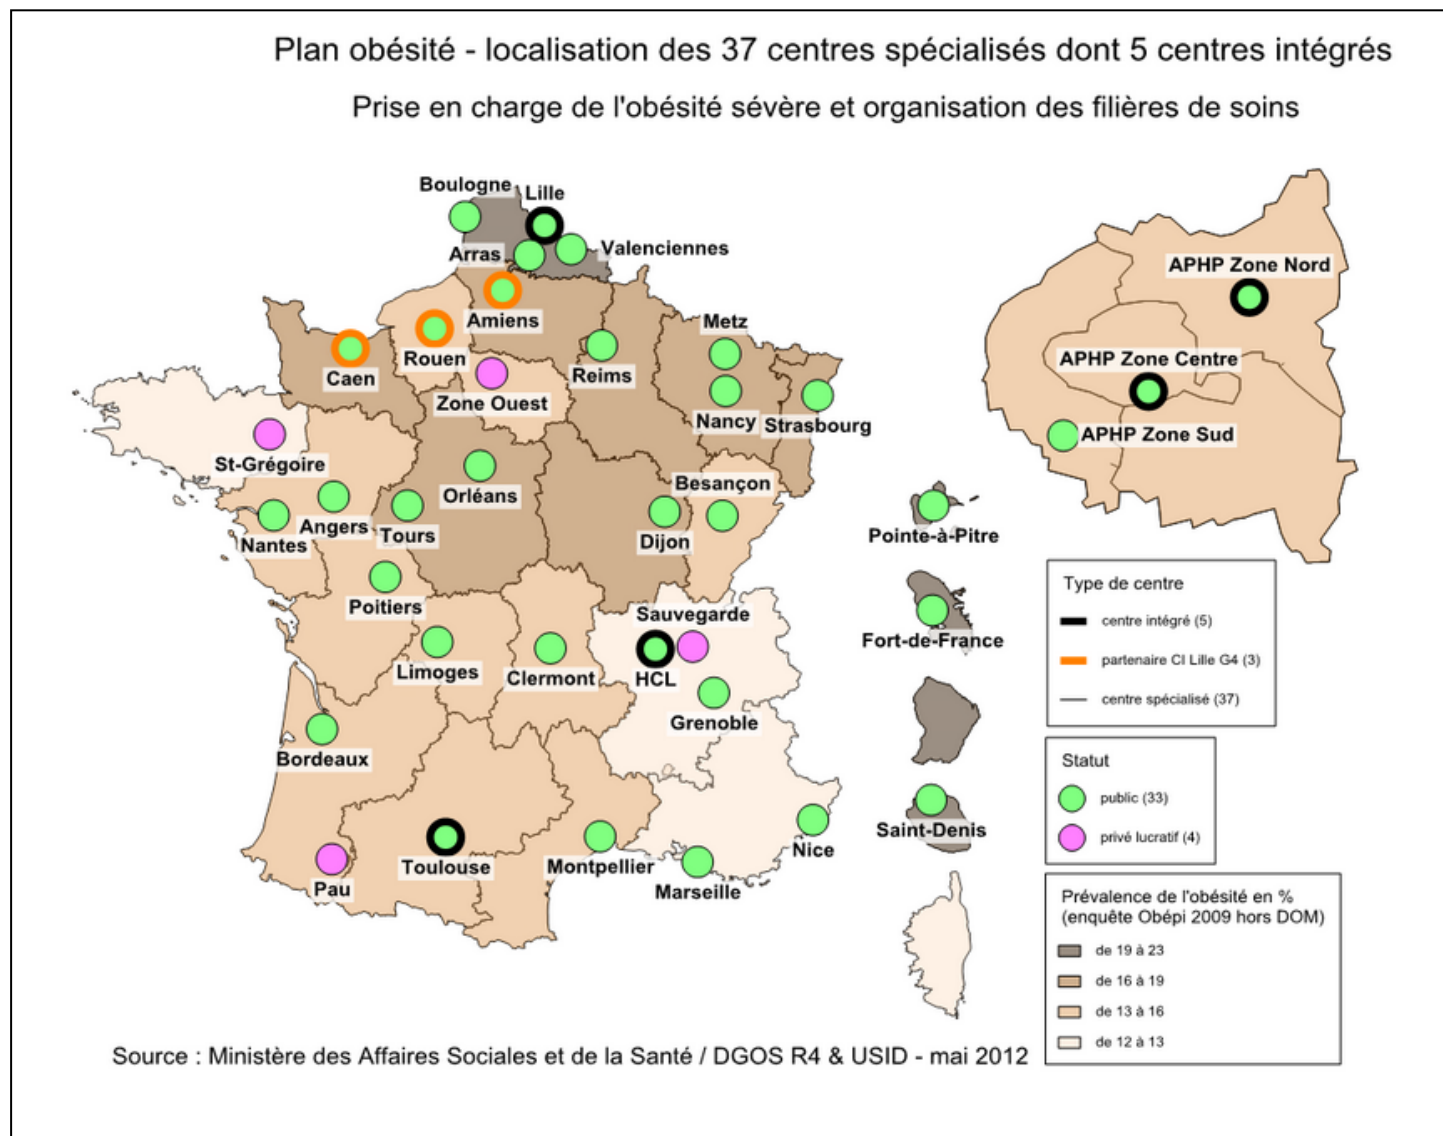 Plan obésité - localisation des 37 centres spécialisés dont 5 centres intégrés
Prise en charge de l'obésité sévère et organisation des filières de soins
Boulogne
Lille
Arras
Valenciennes
Amiens
Rouen
Caen
Zone Ouest
Reims
Metz
Nancy
Strasbourg
St-Grégoire
Orléans
Besançon
Nantes
Angers
Tours
Dijon
Poitiers
Sauvegarde
Limoges
Clermont
HCL
Grenoble
Bordeaux
Pau
Toulouse
Montpellier
Marseille
Nice
APHP Zone Nord
APHP Zone Centre
APHP Zone Sud
Pointe-à-Pitre
Fort-de-France
Saint-Denis
Type de centre
centre intégré (5)
partenaire CI Lille G4 (3)
centre spécialisé (37)
Statut
public (33)
privé lucratif (4)
Prévalence de l'obésité en %
(enquête Obépi 2009 hors DOM)
de 19 à 23
de 16 à 19
de 13 à 16
de 12 à 13
Source : Ministère des Affaires Sociales et de la Santé / DGOS R4 & USID - mai 2012